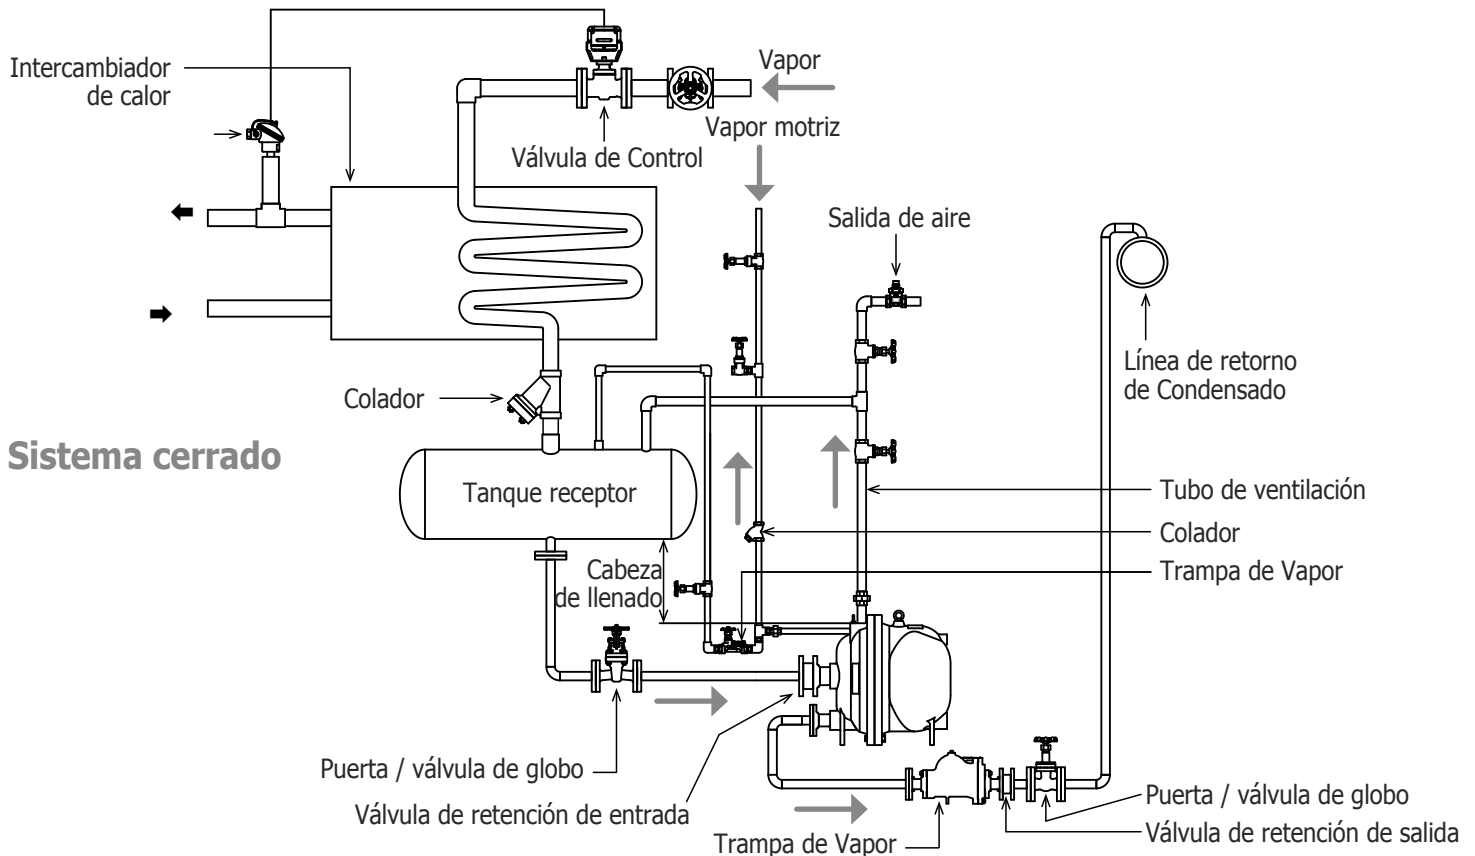 Intercambiador
de calor
Vapor
Vapor motriz
Válvula de Control
Salida de aire
Línea de retorno
de Condensado
Colador
Sistema cerrado
Tanque receptor
Tubo de ventilación
Colador
Cabeza
de llenado
Trampa de Vapor
Puerta / válvula de globo
Válvula de retención de entrada
Trampa de Vapor
Puerta / válvula de globo
Válvula de retención de salida